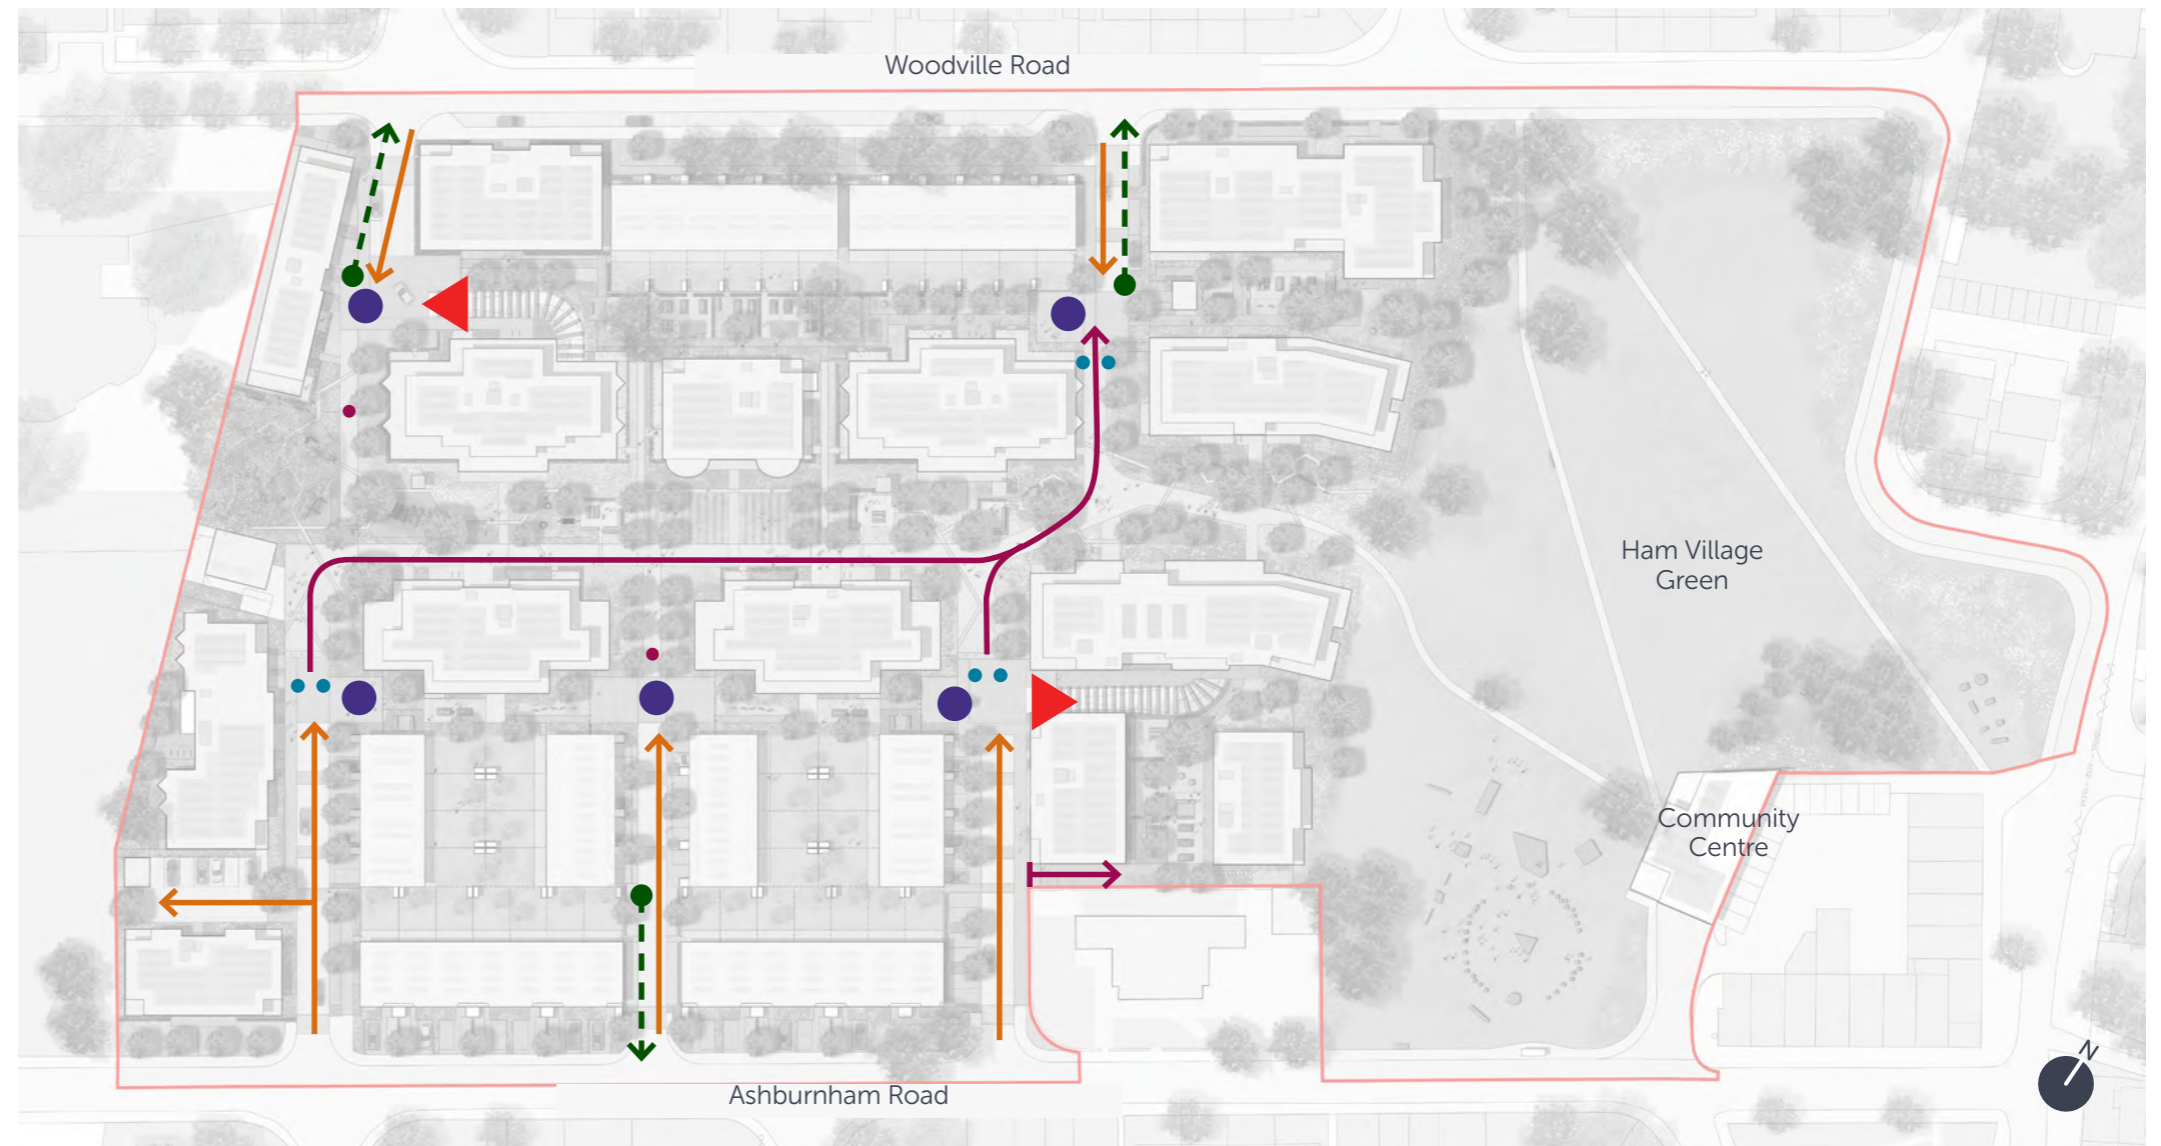 Woodville Road
Ham Village
Green
Community
Centre
N
Ashburnham Road